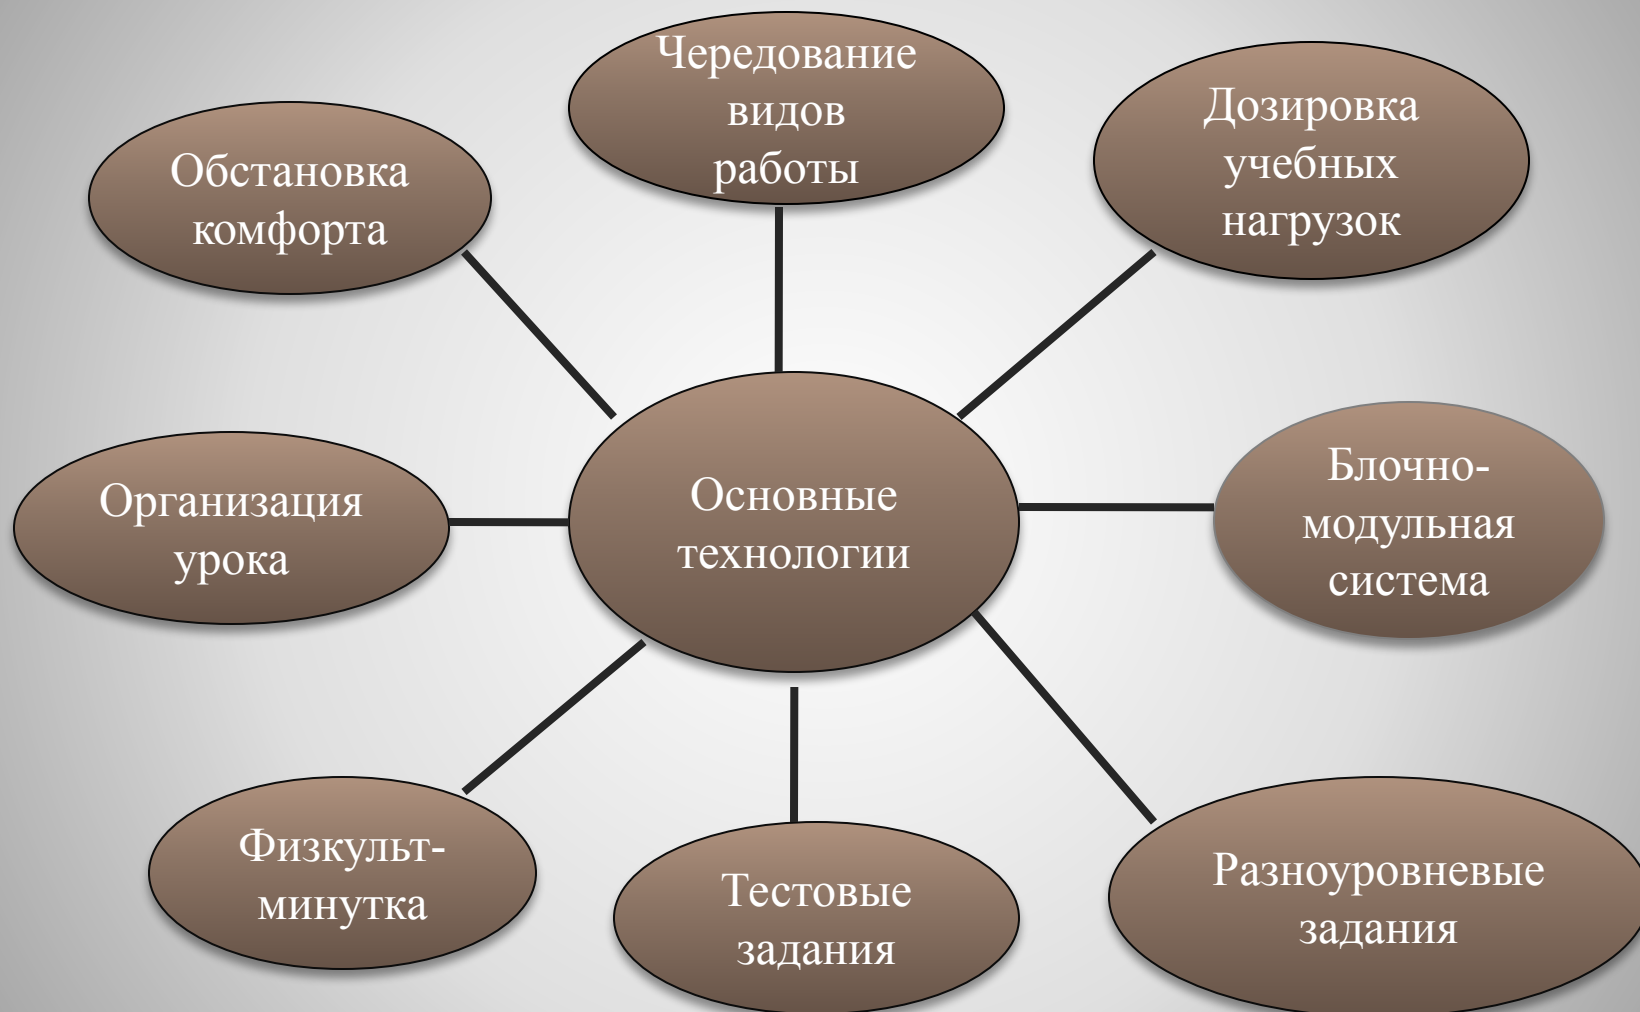 Чередование
видов
работы
Дозировка
учебных
нагрузок
Обстановка
комфорта
Блочно-
модульная
система
Организация
урока
Основные
технологии
Физкульт-
минутка
Тестовые
задания
Разноуровневые
задания